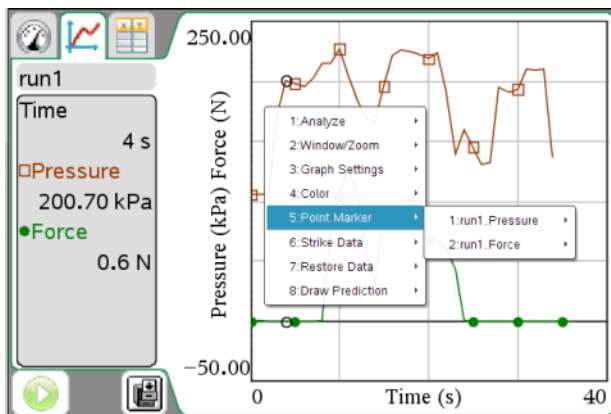 X Y
run1
Time
4 s
Pressure
200.70 kPa
Force
0.6 N
250.00
Pressure (kPa) Force (N)
-50.00
0
Time (s)
40
1:Analyze
2:Window/Zoom
3:Graph Settings
4:Color
5:Point Marker
6:Strike Data
7:Restore Data
8:Draw Prediction
1:run1.Pressure
2:run1.Force